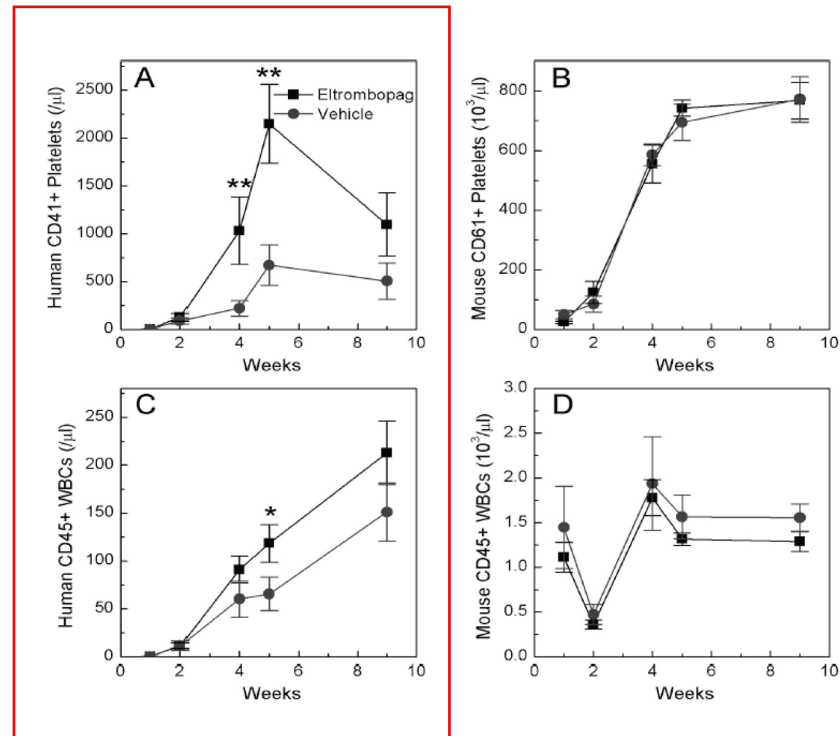 A
Human CD41+ Platelets (/µl)
2500
2000
1500
1000
500
0
**
**
Eltrombopag
Vehicle
0 2 4 6 8 10
Weeks
B
Mouse CD61+ Platelets (10³/µl)
800
600
400
200
0
0 2 4 6 8 10
Weeks
C
Human CD45+ WBCs (/µl)
250
200
150
100
50
0
*
0 2 4 6 8 10
Weeks
D
Mouse CD45+ WBCs (10³/µl)
3.0
2.5
2.0
1.5
1.0
0.5
0.0
0 2 4 6 8 10
Weeks